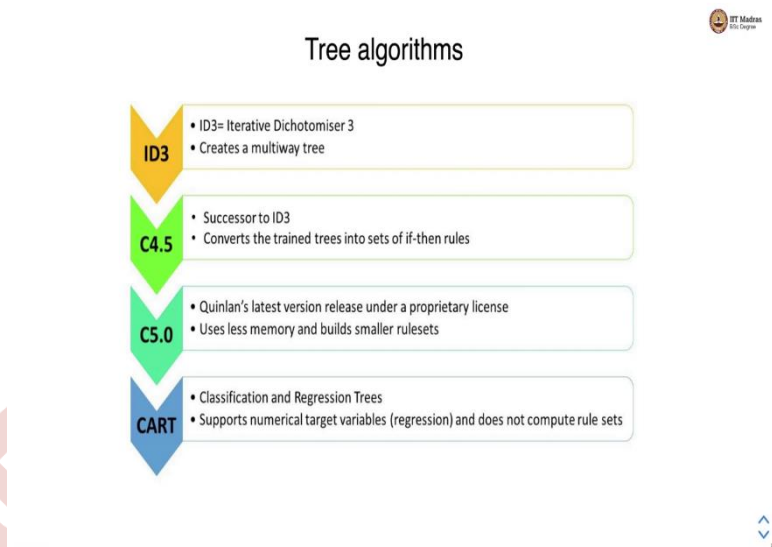 IIT Madras
BSc Degree
Tree algorithms
ID3
• ID3= Iterative Dichotomiser 3
• Creates a multiway tree
C4.5
• Successor to ID3
• Converts the trained trees into sets of if-then rules
C5.0
• Quinlan's latest version release under a proprietary license
• Uses less memory and builds smaller rulesets
CART
• Classification and Regression Trees
• Supports numerical target variables (regression) and does not compute rule sets